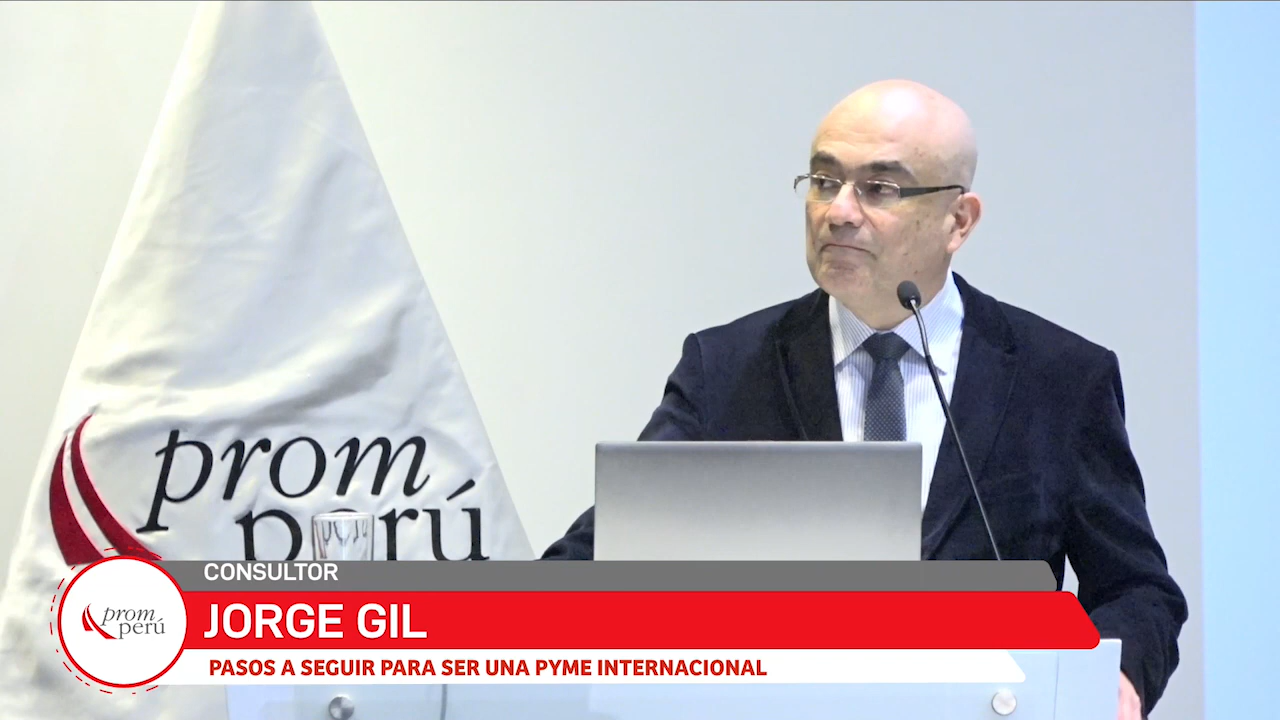 prom
perú
CONSULTOR
JORGE GIL
PASOS A SEGUIR PARA SER UNA PYME INTERNACIONAL
prom
perú